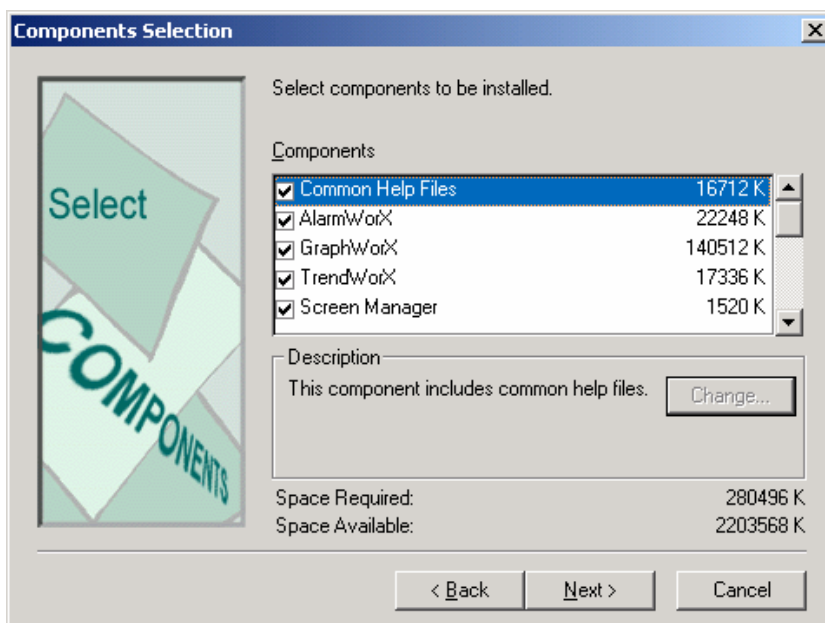 Components Selection
Select
COMPONENTS
Select components to be installed.
Components
Common Help Files 16712 K
AlarmWorX 22248 K
GraphWorX 140512 K
TrendWorX 17336 K
Screen Manager 1520 K
Description
This component includes common help files. Change...
Space Required: 280496 K
Space Available: 2203568 K
< Back Next > Cancel